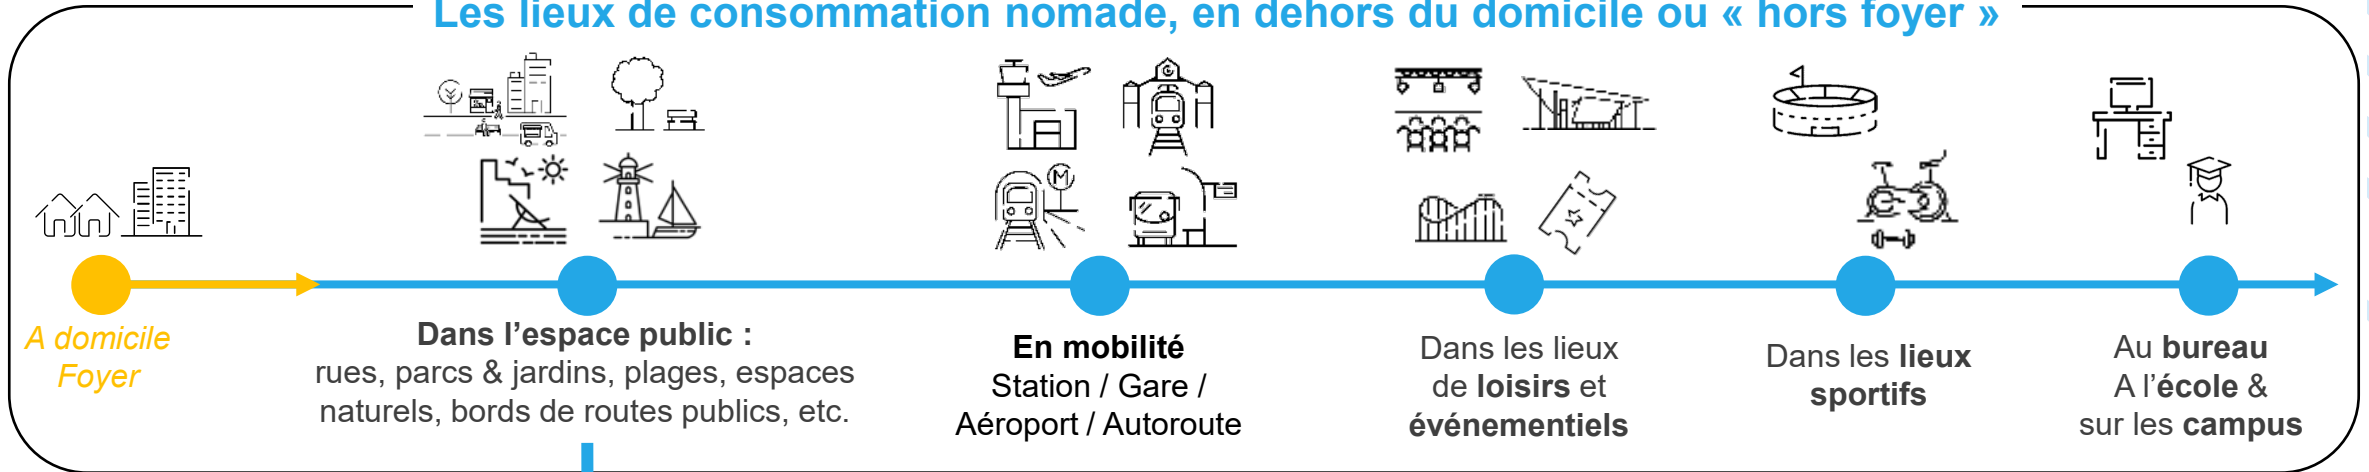 Les lieux de consommation nomade, en dehors du domicile ou « hors foyer »
M
A domicile
Foyer
Dans l’espace public :
rues, parcs & jardins, plages, espaces
naturels, bords de routes publics, etc.
En mobilité
Station / Gare /
Aéroport / Autoroute
Dans les lieux
de loisirs et
événementiels
Dans les lieux
sportifs
Au bureau
A l’école &
sur les campus